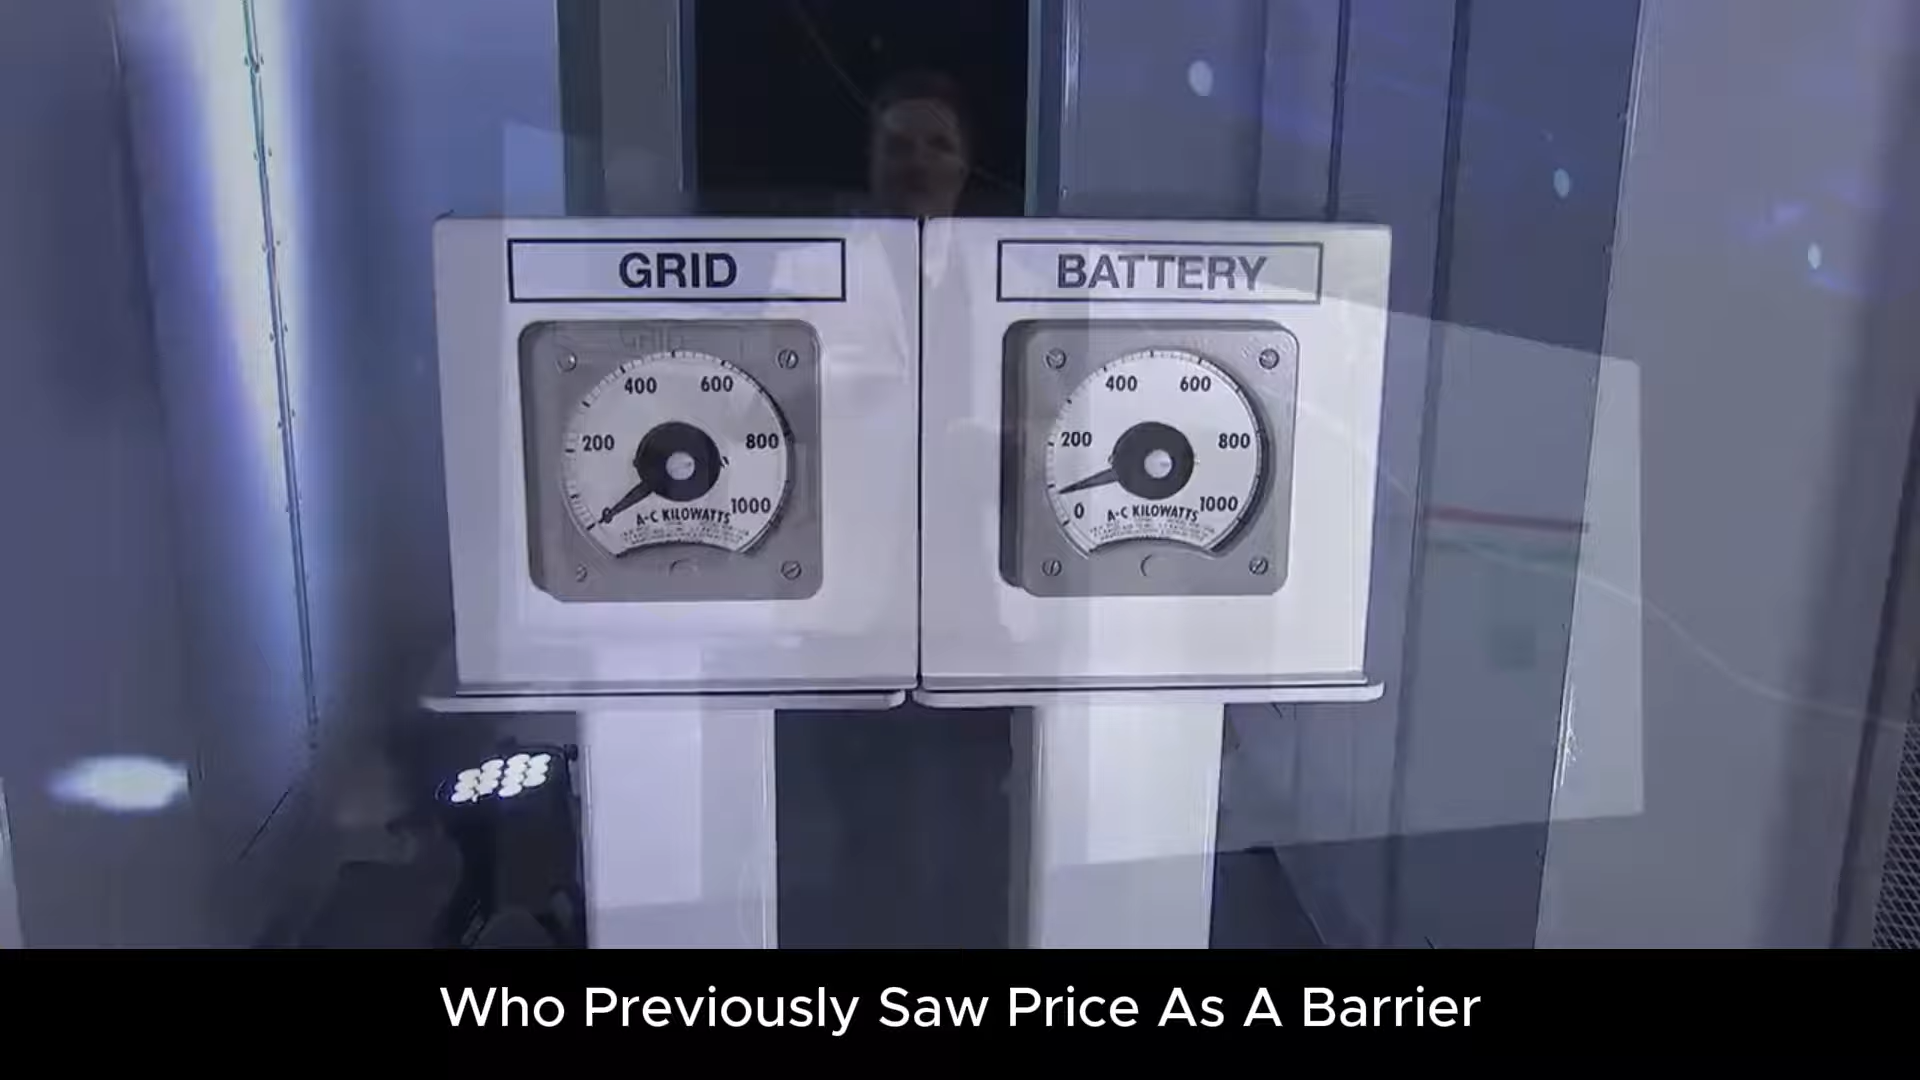 GRID
BATTERY
400 600
200 800
0 1000
A-C KILOWATTS
400 600
200 800
0 1000
A-C KILOWATTS
Who Previously Saw Price As A Barrier